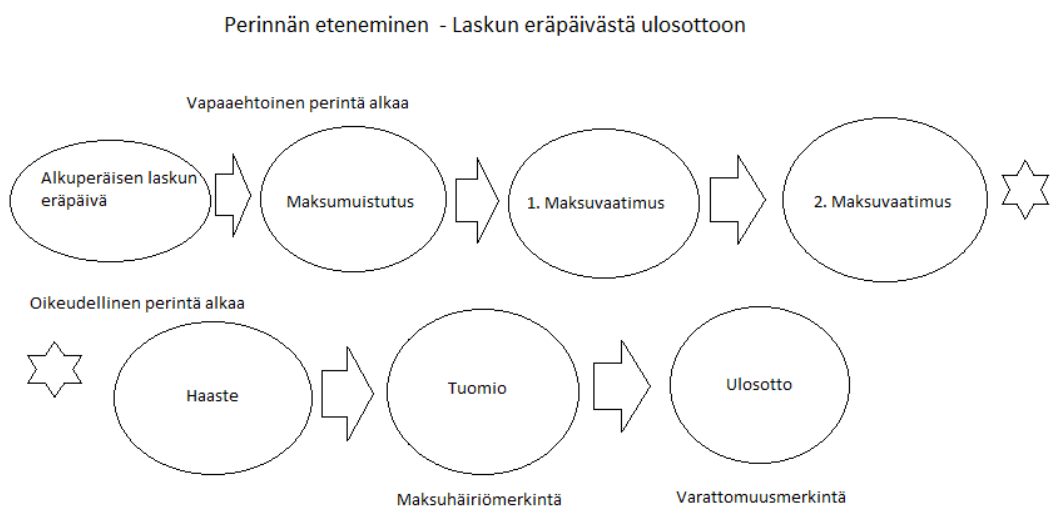 Perinnän eteneminen - Laskun eräpäivästä ulosottoon
Vapaaehtoinen perintä alkaa
Alkuperäisen laskun
eräpäivä
Maksumuistutus
1. Maksuvaatimus
2. Maksuvaatimus
Oikeudellinen perintä alkaa
Haaste
Tuomio
Ulosotto
Maksuhäiriömerkintä
Varattomuusmerkintä